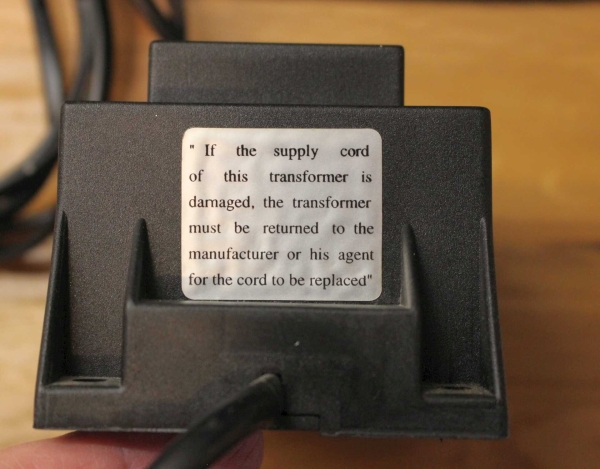 " If the supply cord
of this transformer is
damaged, the transformer
must be returned to the
manufacturer or his agent
for the cord to be replaced"